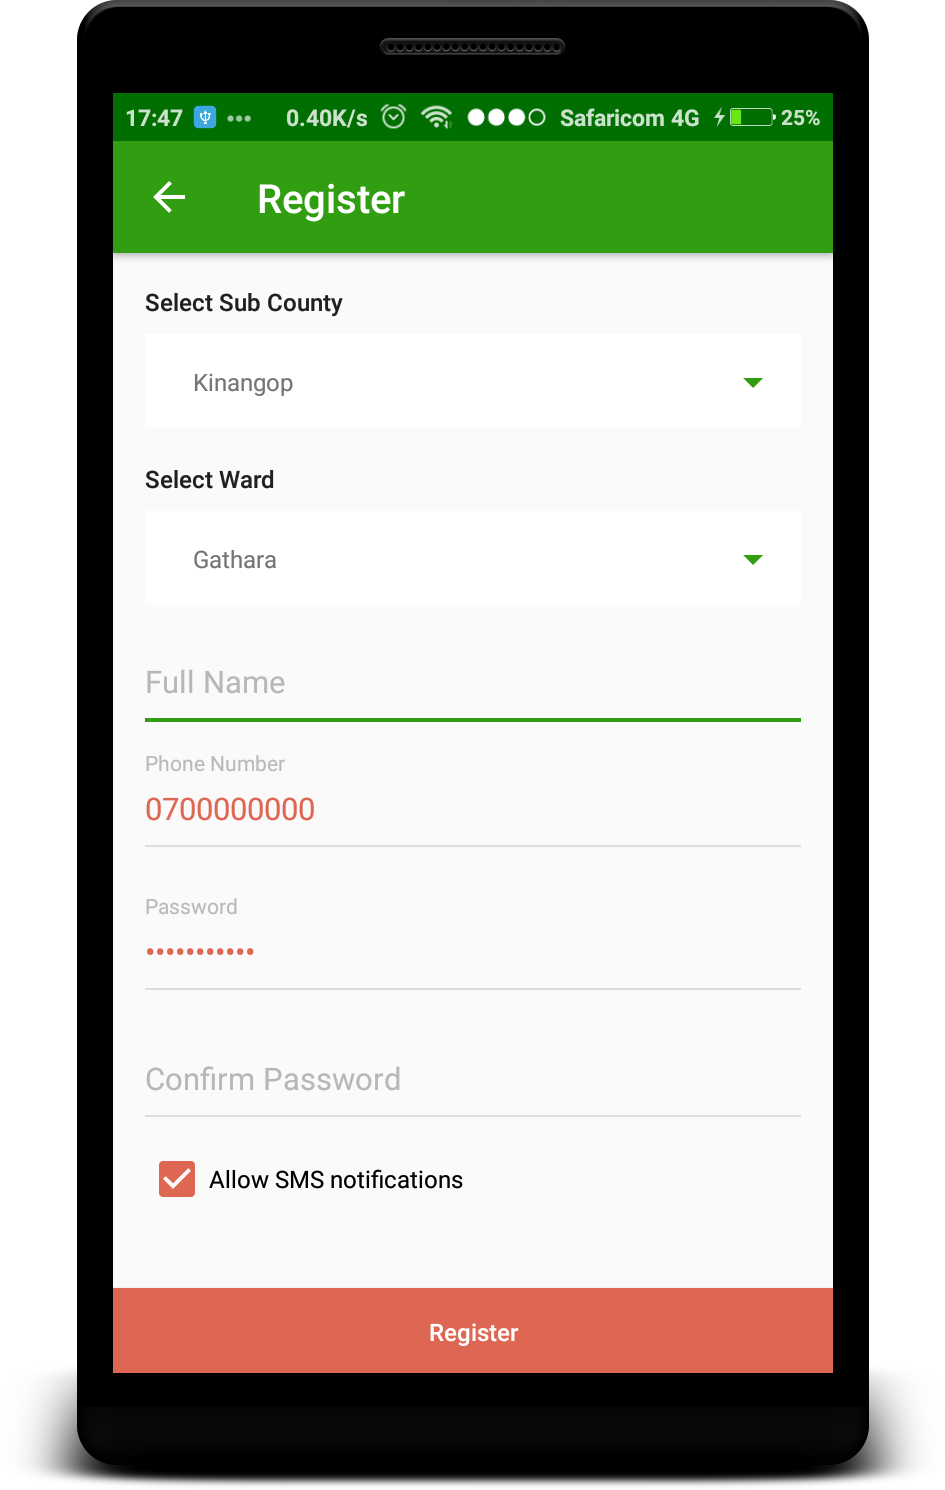 17:47 ... 0.40K/s Safaricom 4G 25%
Register
Select Sub County
Kinangop
Select Ward
Gathara
Full Name
Phone Number
0700000000
Password
•••••••••••
Confirm Password
Allow SMS notifications
Register